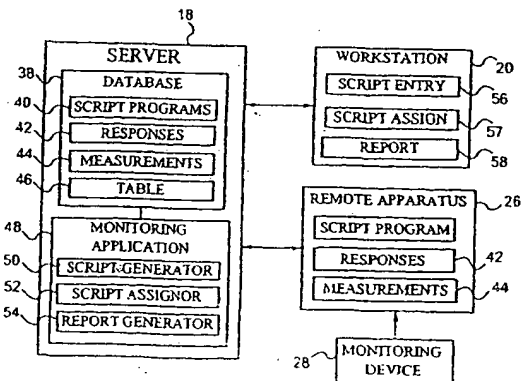 18
SERVER
38
DATABASE
40
SCRIPT PROGRAMS
42
RESPONSES
44
MEASUREMENTS
46
TABLE
48
MONITORING
APPLICATION
50
SCRIPT GENERATOR
52
SCRIPT ASSIGNOR
54
REPORT GENERATOR
WORKSTATION
20
SCRIPT ENTRY
56
SCRIPT ASSIGN
57
REPORT
58
REMOTE APPARATUS
26
SCRIPT PROGRAM
RESPONSES
42
MEASUREMENTS
44
28
MONITORING
DEVICE